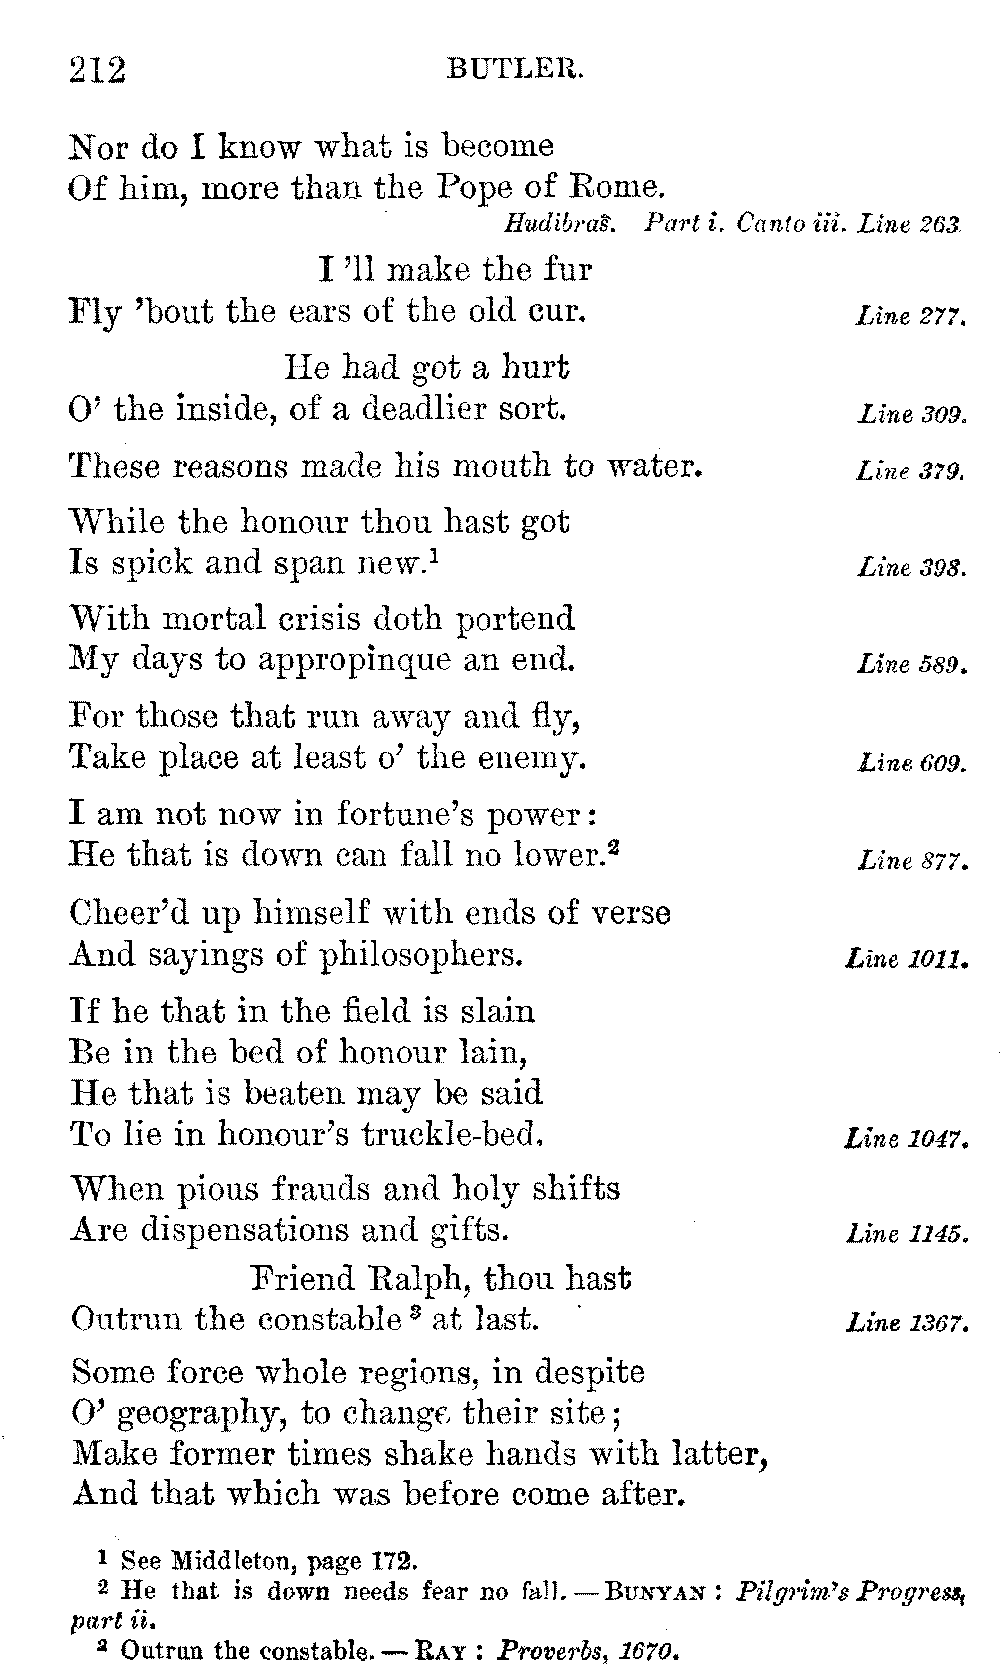 212 BUTLER.
Nor do I know what is become
Of him, more than the Pope of Rome.
Hudibras. Part i. Canto iii. Line 263.
I 'll make the fur
Fly 'bout the ears of the old cur. Line 277.
He had got a hurt
O' the inside, of a deadlier sort. Line 309.
These reasons made his mouth to water. Line 379.
While the honour thou hast got
Is spick and span new.¹ Line 398.
With mortal crisis doth portend
My days to appropinque an end. Line 589.
For those that run away and fly,
Take place at least o' the enemy. Line 609.
I am not now in fortune's power:
He that is down can fall no lower.² Line 877.
Cheer'd up himself with ends of verse
And sayings of philosophers. Line 1011.
If he that in the field is slain
Be in the bed of honour lain,
He that is beaten may be said
To lie in honour's truckle-bed. Line 1047.
When pious frauds and holy shifts
Are dispensations and gifts. Line 1145.
Friend Ralph, thou hast
Outrun the constable³ at last. Line 1367.
Some force whole regions, in despite
O' geography, to change their site;
Make former times shake hands with latter,
And that which was before come after.
1 See Middleton, page 172.
2 He that is down needs fear no fall. — BUNYAN: Pilgrim's Progress,
part ii.
3 Outrun the constable. — RAY: Proverbs, 1670.